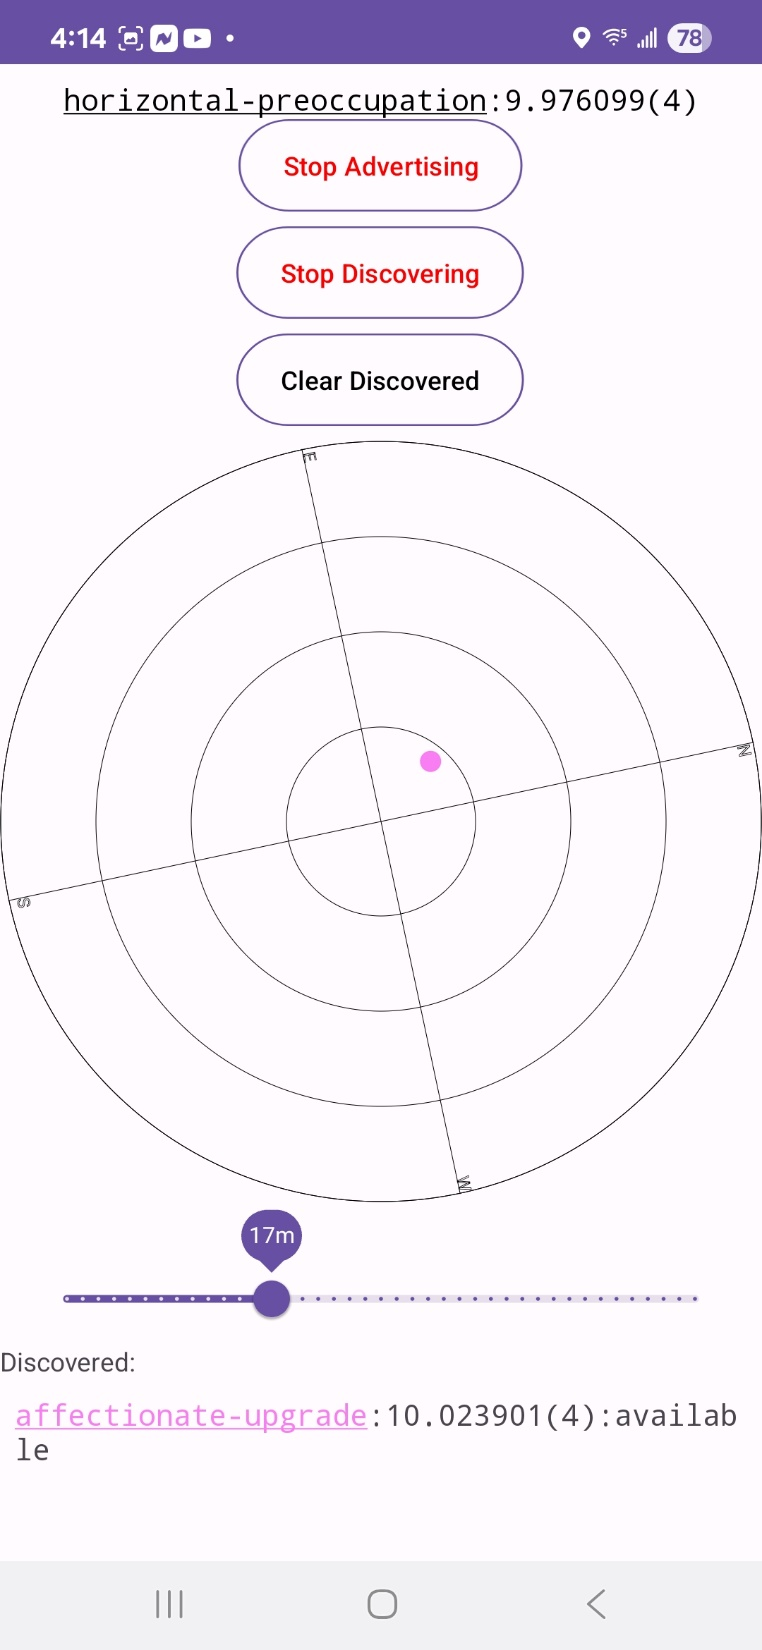 4:14
5
78
horizontal-preoccupation:9.976099(4)
Stop Advertising
Stop Discovering
Clear Discovered
E
N
S
W
17m
Discovered:
affectionate-upgrade:10.023901(4):availab
le